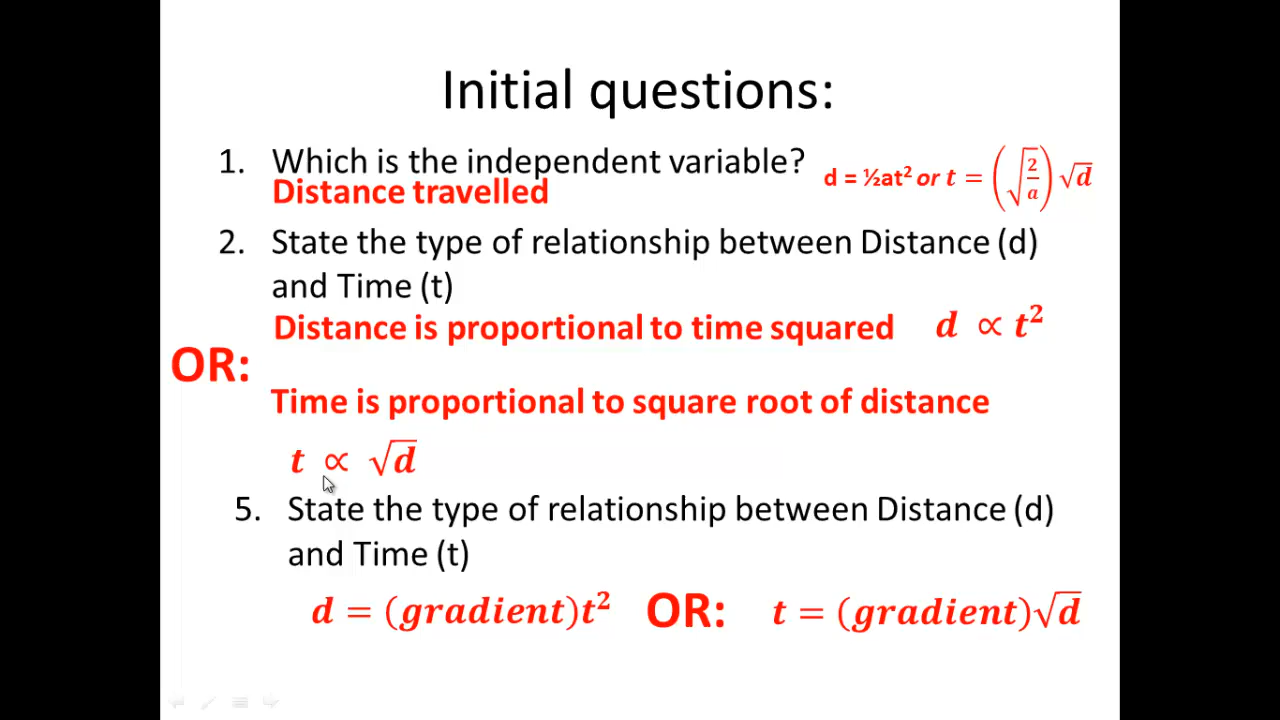 Initial questions:
1. Which is the independent variable?
Distance travelled
d = ½at² or t = (√(2/a)) √d
2. State the type of relationship between Distance (d)
and Time (t)
Distance is proportional to time squared d ∝ t²
OR:
Time is proportional to square root of distance
t ∝ √d
5. State the type of relationship between Distance (d)
and Time (t)
d = (gradient)t² OR: t = (gradient)√d